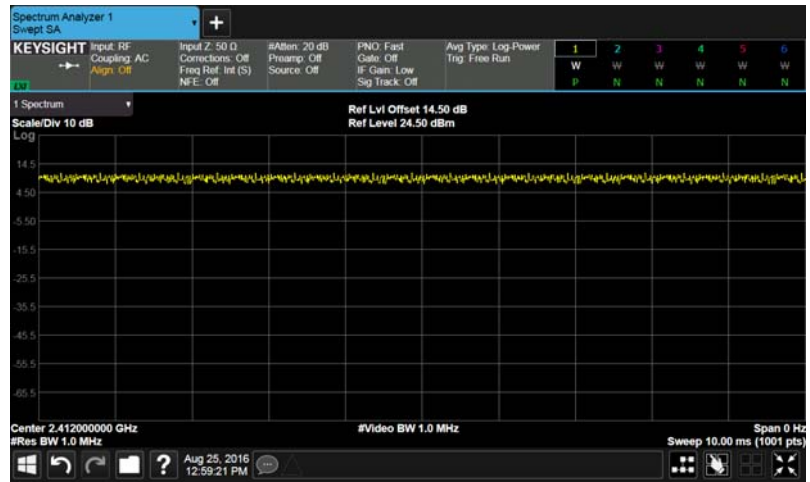 Spectrum Analyzer 1
Swept SA
+
KEYSIGHT Input: RF Input Z: 50 Ω #Atten: 20 dB PNO: Fast Avg Type: Log-Power 1 2 3 4 5 6
Coupling: AC Corrections: Off Preamp: Off Gate: Off Trig: Free Run W W W W W W
Align: Off Freq Ref: Int (S) Source: Off IF Gain: Low
LXI NFE: Off Sig Track: Off P N N N N N
1 Spectrum
Ref Lvl Offset 14.50 dB
Scale/Div 10 dB Ref Level 24.50 dBm
Log
14.5
4.50
-5.50
-15.5
-25.5
-35.5
-45.5
-55.5
-65.5
Center 2.412000000 GHz #Video BW 1.0 MHz Span 0 Hz
#Res BW 1.0 MHz Sweep 10.00 ms (1001 pts)
? Aug 25, 2016
12:59:21 PM